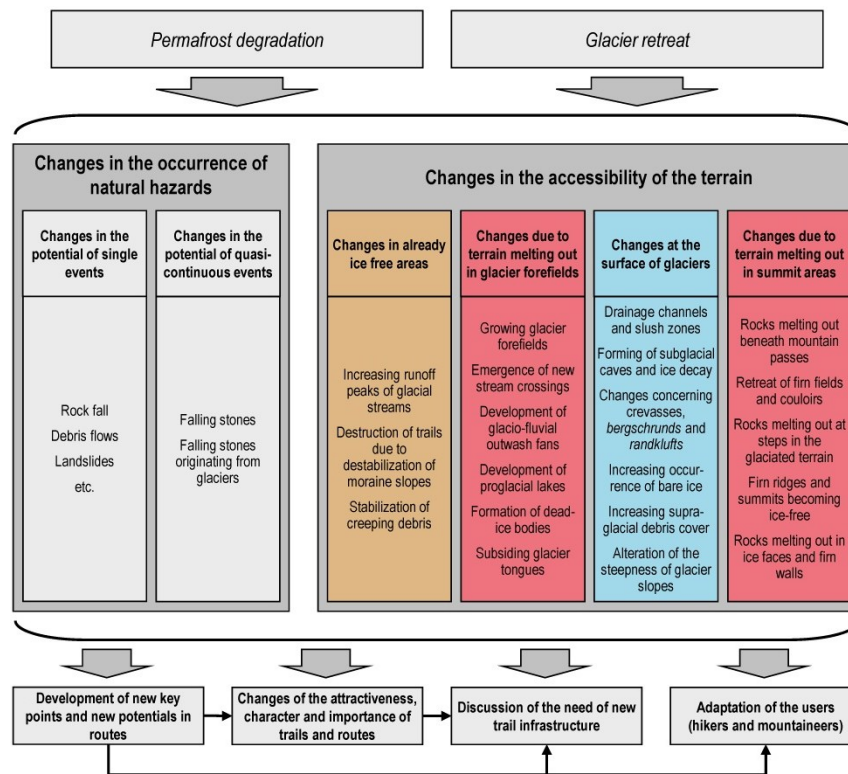 Permafrost degradation
Glacier retreat
Changes in the occurrence of
natural hazards
Changes in the accessibility of the terrain
Changes in the
potential of single
events
Changes in the
potential of quasi-
continuous events
Changes in already
ice free areas
Changes due to
terrain melting out
in glacier forefields
Changes at the
surface of glaciers
Changes due to
terrain melting out
in summit areas
Rock fall
Debris flows
Landslides
etc.
Falling stones
Falling stones
originating from
glaciers
Increasing runoff
peaks of glacial
streams
Destruction of trails
due to
destabilization of
moraine slopes
Stabilization of
creeping debris
Growing glacier
forefields
Emergence of new
stream crossings
Development of
glacio-fluvial
outwash fans
Development of
proglacial lakes
Formation of dead-
ice bodies
Subsiding glacier
tongues
Drainage channels
and slush zones
Forming of subglacial
caves and ice decay
Changes concerning
crevasses,
bergschrunds and
randklufts
Increasing occur-
rence of bare ice
Increasing supra-
glacial debris cover
Alteration of the
steepness of glacier
slopes
Rocks melting out
beneath mountain
passes
Retreat of firn fields
and couloirs
Rocks melting out at
steps in the
glaciated terrain
Firn ridges and
summits becoming
ice-free
Rocks melting out in
ice faces and firn
walls
Development of new key
points and new potentials in
routes
Changes of the attractiveness,
character and importance of
trails and routes
Discussion of the need of new
trail infrastructure
Adaptation of the users
(hikers and mountaineers)